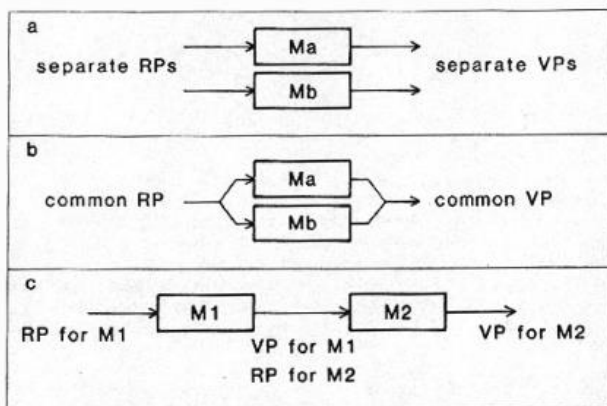 a
Ma
separate RPs
separate VPs
Mb
b
Ma
common RP
common VP
Mb
c
M1
M2
RP for M1
VP for M1
VP for M2
RP for M2